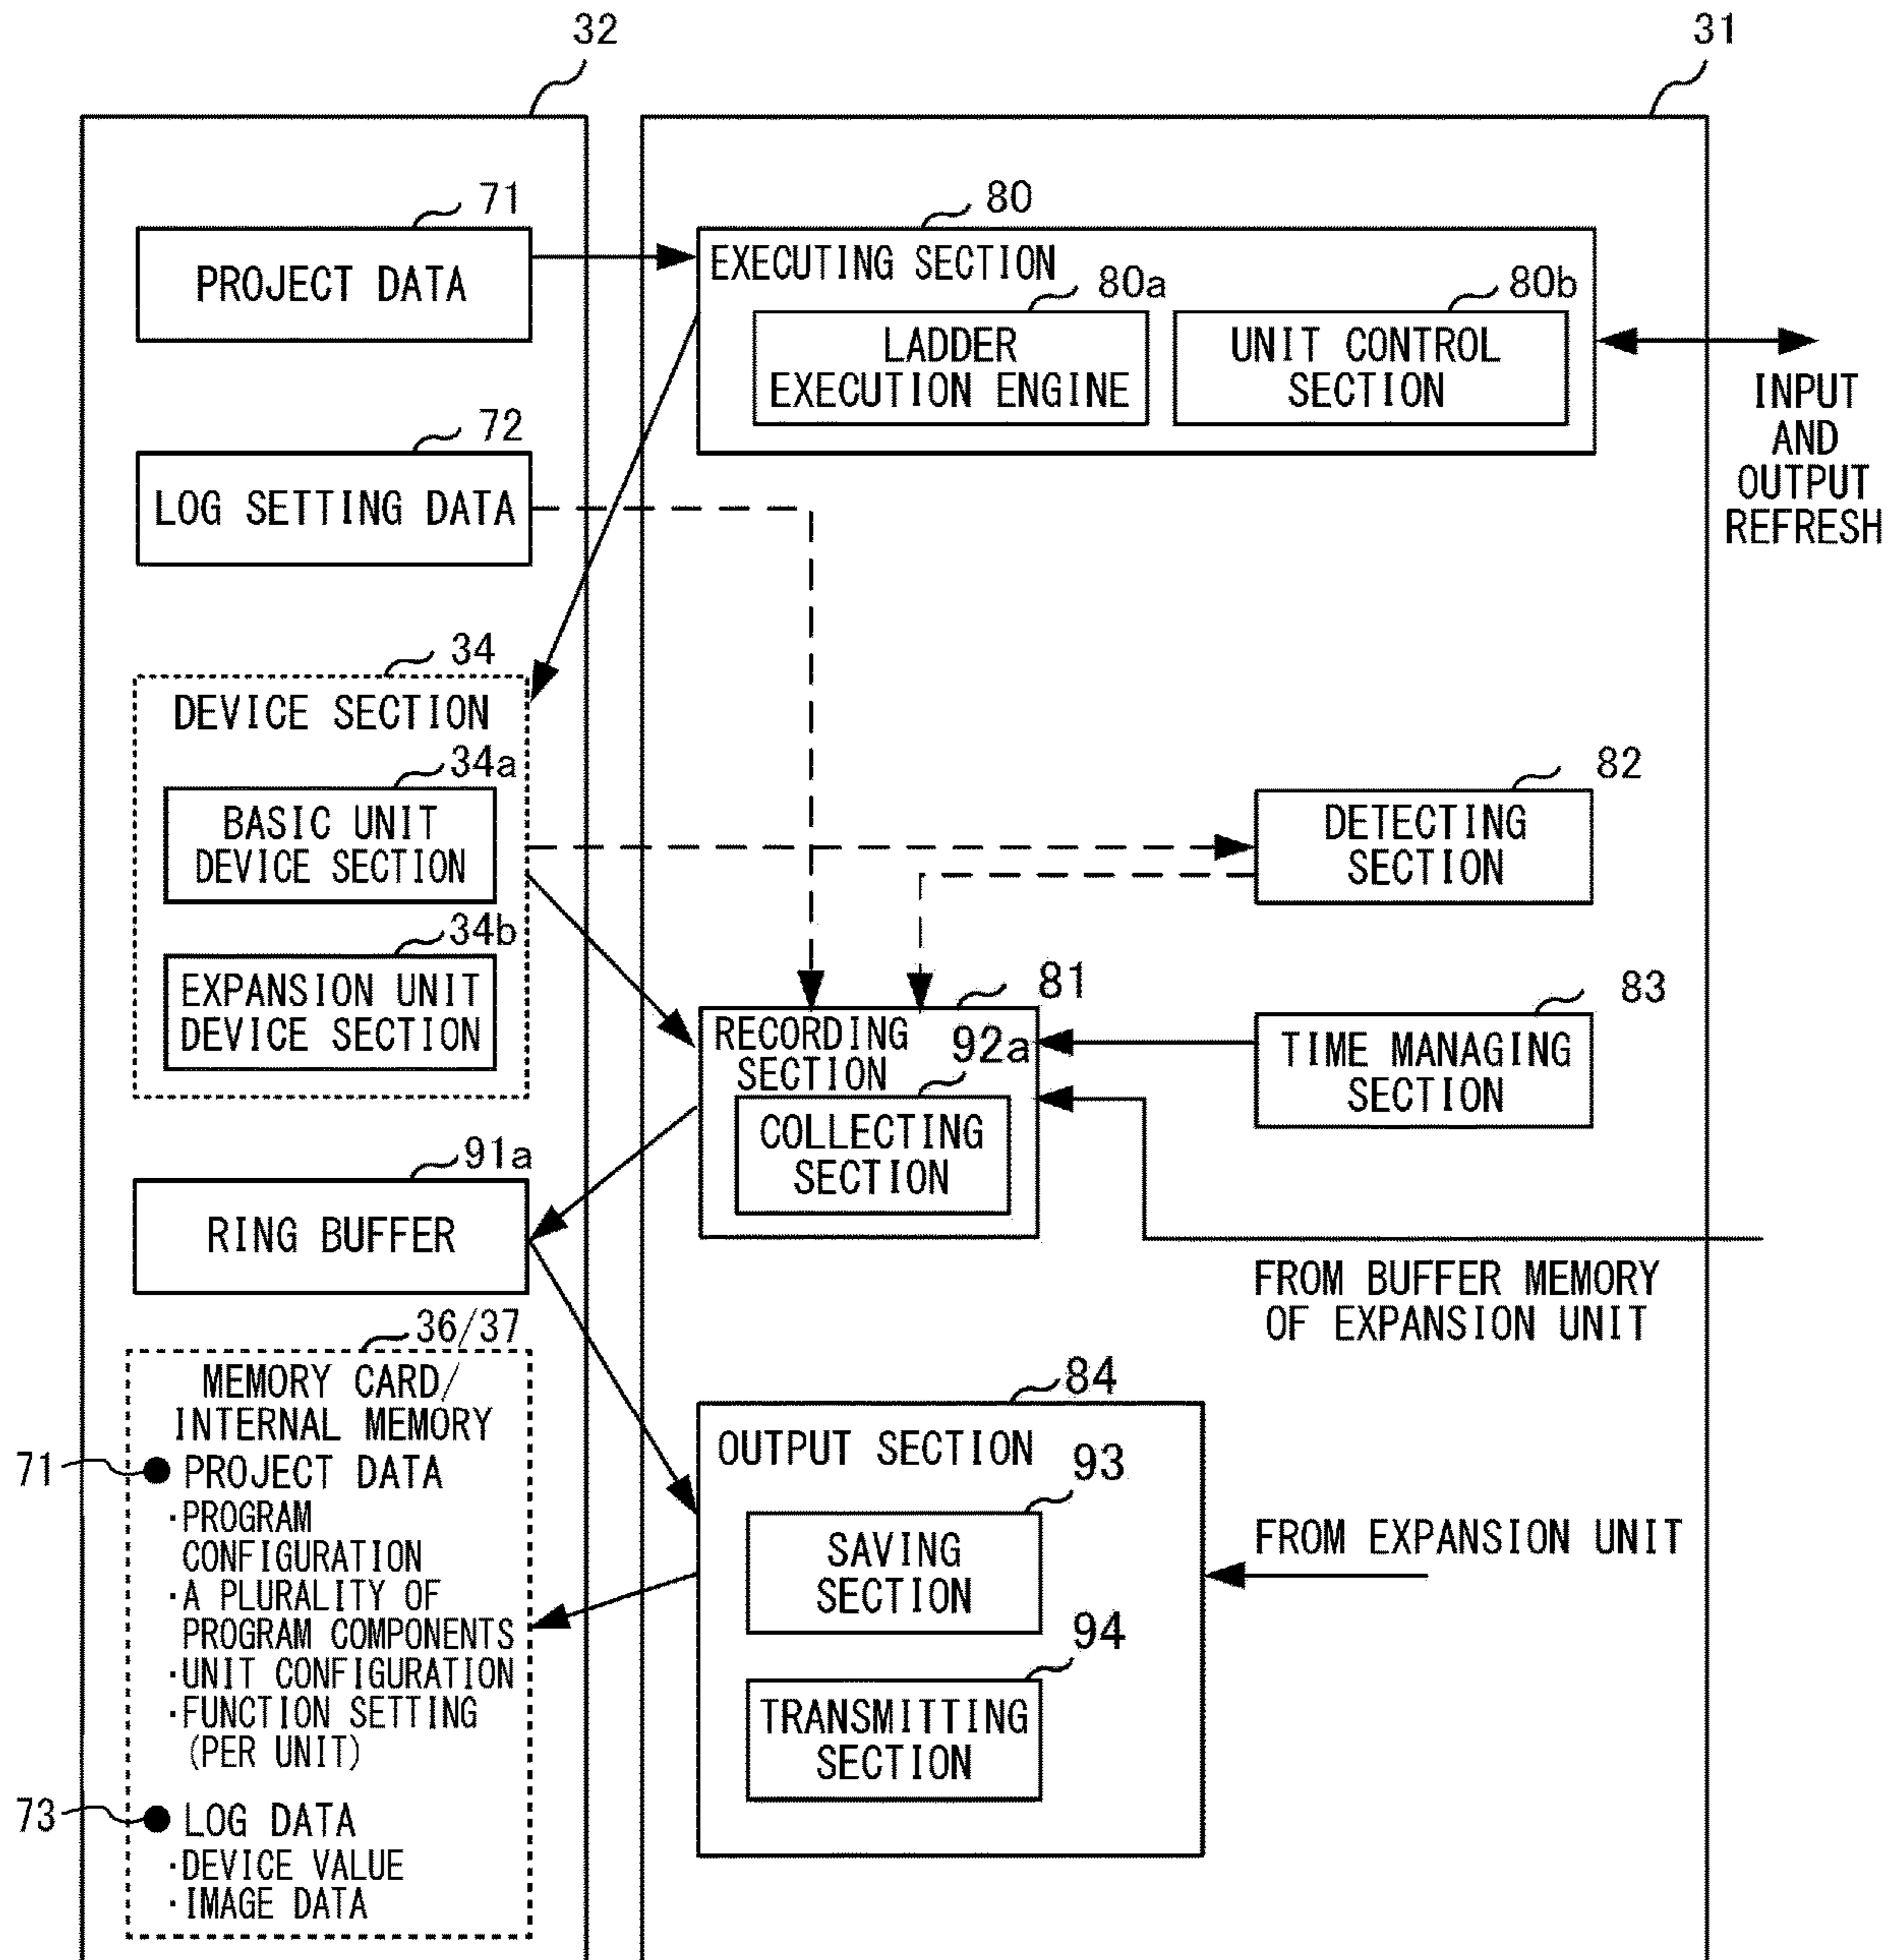 32
31
71
PROJECT DATA
80
EXECUTING SECTION
80a
LADDER
EXECUTION ENGINE
80b
UNIT CONTROL
SECTION
INPUT
AND
OUTPUT
REFRESH
72
LOG SETTING DATA
34
DEVICE SECTION
34a
BASIC UNIT
DEVICE SECTION
34b
EXPANSION UNIT
DEVICE SECTION
82
DETECTING
SECTION
81
RECORDING
SECTION
92a
COLLECTING
SECTION
83
TIME MANAGING
SECTION
91a
RING BUFFER
FROM BUFFER MEMORY
OF EXPANSION UNIT
36/37
MEMORY CARD/
INTERNAL MEMORY
71
● PROJECT DATA
・PROGRAM
CONFIGURATION
・A PLURALITY OF
PROGRAM COMPONENTS
・UNIT CONFIGURATION
・FUNCTION SETTING
(PER UNIT)
73
● LOG DATA
・DEVICE VALUE
・IMAGE DATA
84
OUTPUT SECTION
93
SAVING
SECTION
94
TRANSMITTING
SECTION
FROM EXPANSION UNIT